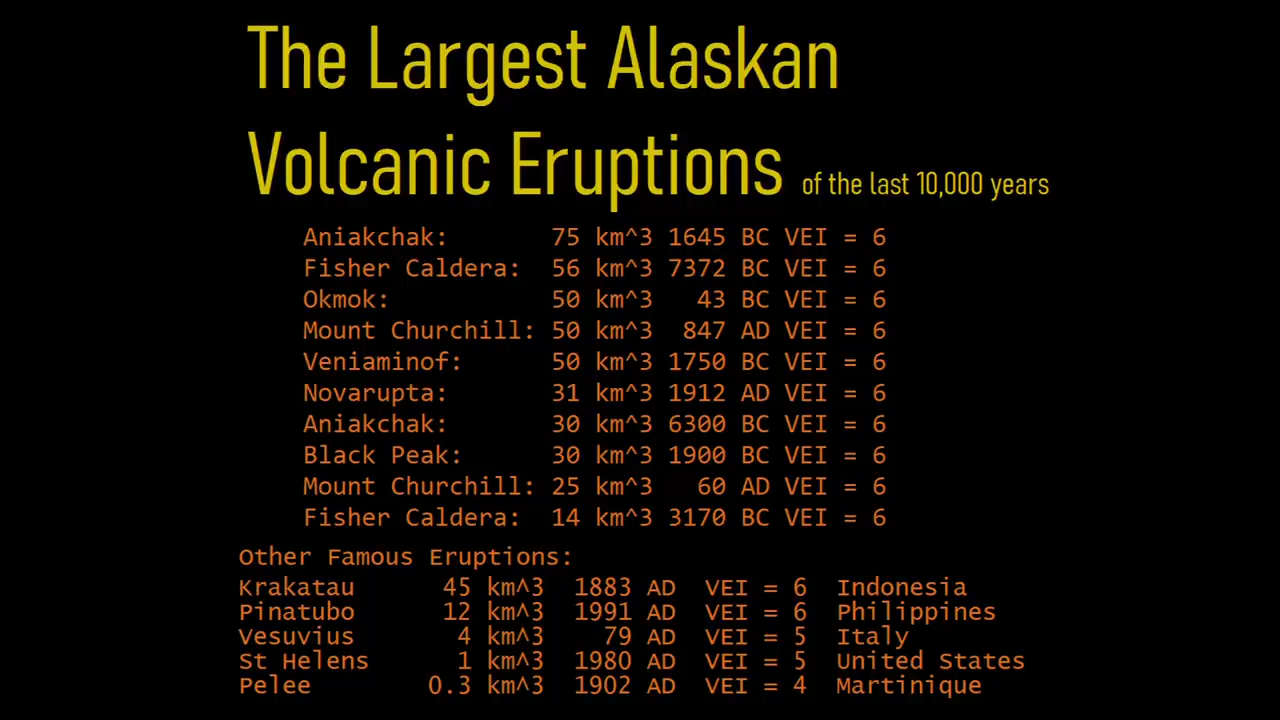 The Largest Alaskan
Volcanic Eruptions of the last 10,000 years
Aniakchak: 75 km^3 1645 BC VEI = 6
Fisher Caldera: 56 km^3 7372 BC VEI = 6
Okmok: 50 km^3 43 BC VEI = 6
Mount Churchill: 50 km^3 847 AD VEI = 6
Veniaminof: 50 km^3 1750 BC VEI = 6
Novarupta: 31 km^3 1912 AD VEI = 6
Aniakchak: 30 km^3 6300 BC VEI = 6
Black Peak: 30 km^3 1900 BC VEI = 6
Mount Churchill: 25 km^3 60 AD VEI = 6
Fisher Caldera: 14 km^3 3170 BC VEI = 6
Other Famous Eruptions:
Krakatau 45 km^3 1883 AD VEI = 6 Indonesia
Pinatubo 12 km^3 1991 AD VEI = 6 Philippines
Vesuvius 4 km^3 79 AD VEI = 5 Italy
St Helens 1 km^3 1980 AD VEI = 5 United States
Pelee 0.3 km^3 1902 AD VEI = 4 Martinique